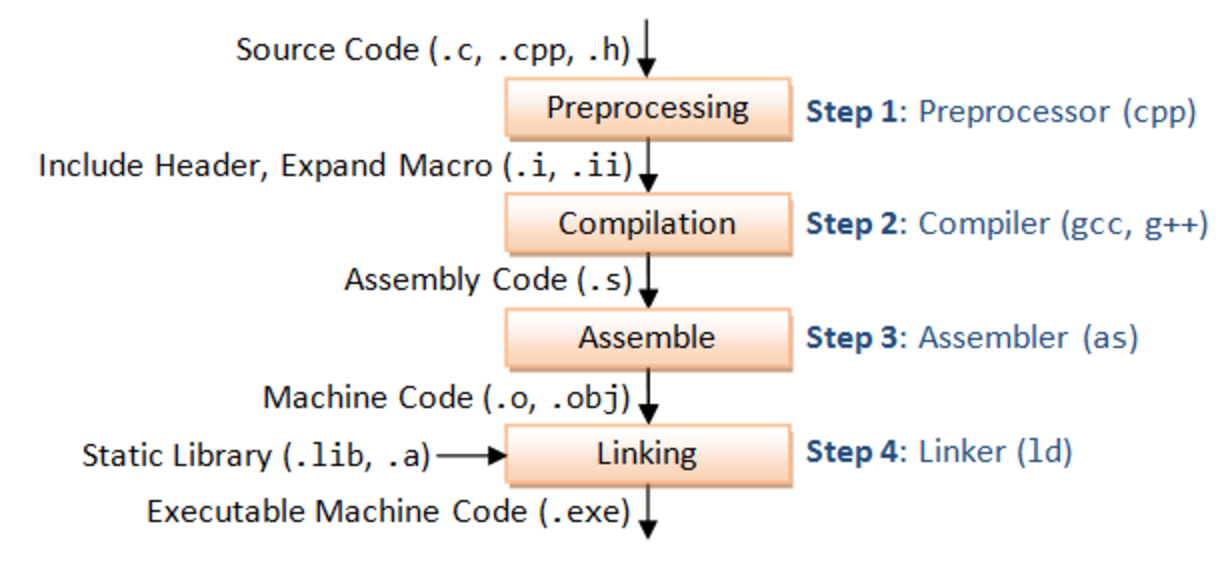 Source Code (.c, .cpp, .h)
Preprocessing
Step 1: Preprocessor (cpp)
Include Header, Expand Macro (.i, .ii)
Compilation
Step 2: Compiler (gcc, g++)
Assembly Code (.s)
Assemble
Step 3: Assembler (as)
Machine Code (.o, .obj)
Static Library (.lib, .a)
Linking
Step 4: Linker (ld)
Executable Machine Code (.exe)